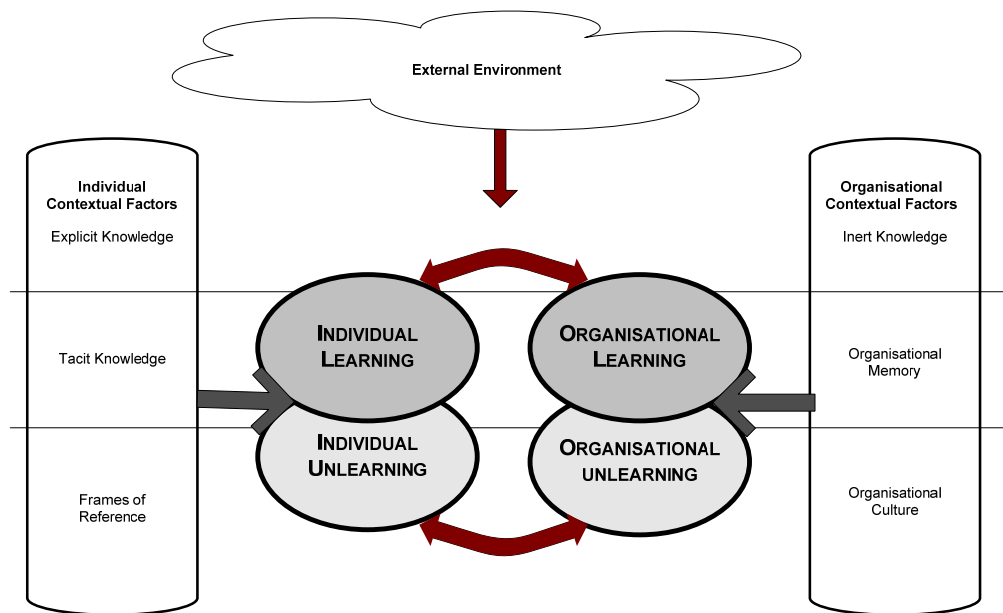 External Environment
Individual
Contextual Factors
Explicit Knowledge
Tacit Knowledge
Frames of
Reference
INDIVIDUAL
LEARNING
INDIVIDUAL
UNLEARNING
ORGANISATIONAL
LEARNING
ORGANISATIONAL
UNLEARNING
Organisational
Contextual Factors
Inert Knowledge
Organisational
Memory
Organisational
Culture